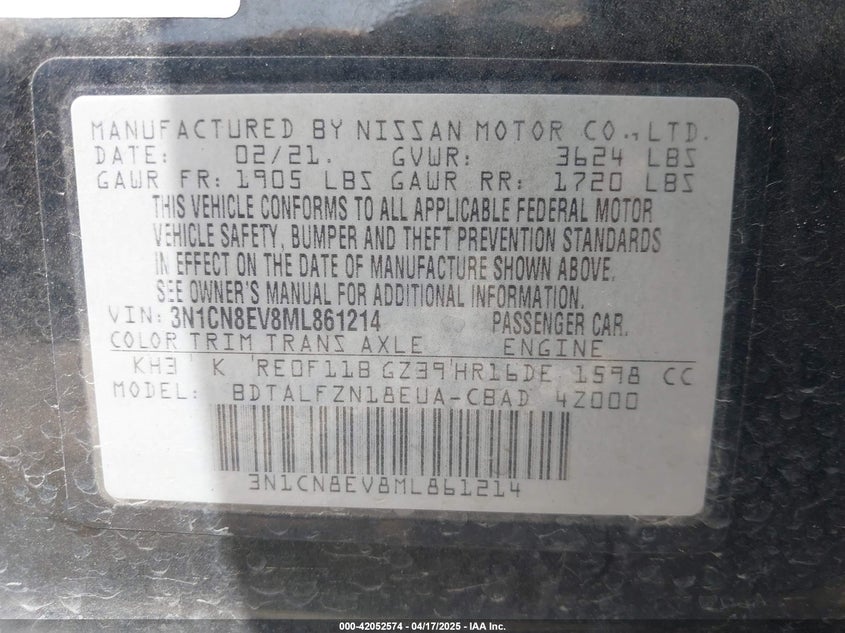 MANUFACTURED BY NISSAN MOTOR CO.,LTD.
DATE: 02/21. GVWR: 3624 LBS
GAWR FR: 1905 LBS GAWR RR: 1720 LBS
THIS VEHICLE CONFORMS TO ALL APPLICABLE FEDERAL MOTOR
VEHICLE SAFETY, BUMPER AND THEFT PREVENTION STANDARDS
IN EFFECT ON THE DATE OF MANUFACTURE SHOWN ABOVE.
SEE OWNER'S MANUAL FOR ADDITIONAL INFORMATION.
VIN: 3N1CN8EV8ML861214 PASSENGER CAR.
COLOR TRIM TRANS AXLE ENGINE
KH3 K RE0F11B GZ39 HR16DE 1598 CC
MODEL: BDTALFZN18EUA-CBAD 4Z000
3N1CN8EV8ML861214
000-42052574 | 04/17/2025 - IAA Inc.